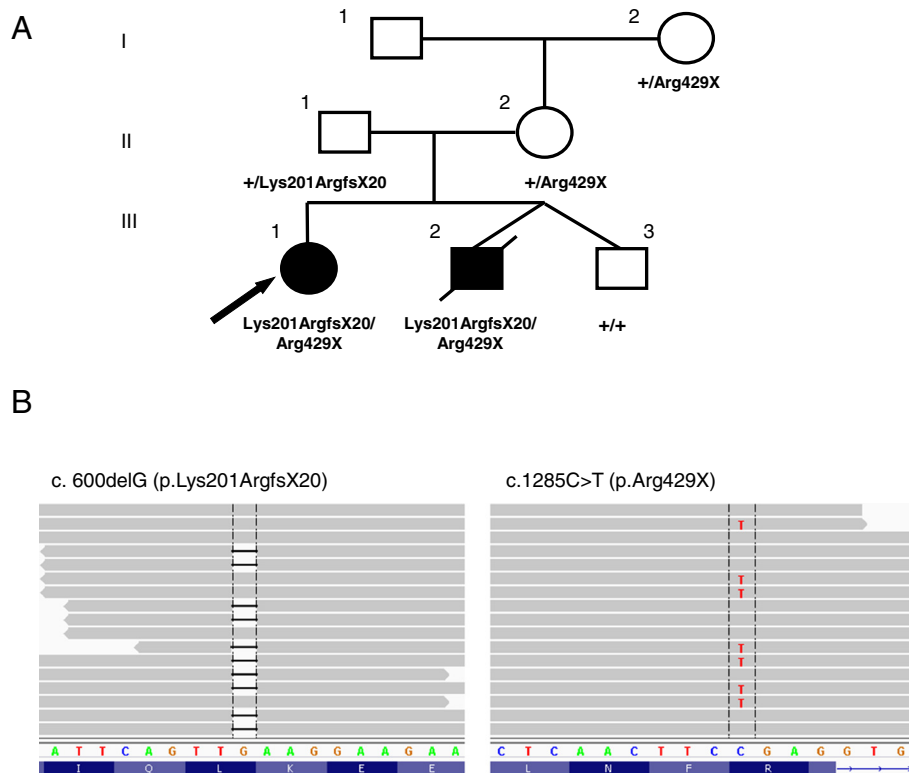 A
I
1
2
+/Arg429X
II
1
2
+/Lys201ArgfsX20
+/Arg429X
III
1
2
3
Lys201ArgfsX20/
Arg429X
Lys201ArgfsX20/
Arg429X
+/+
B
c. 600delG (p.Lys201ArgfsX20)
c.1285C>T (p.Arg429X)
T
T
T
T
T
T
T
A T T C A G T T G A A G G A A G A A
C T C A A C T T C C G A G G T G
I Q L K E E
L N F R